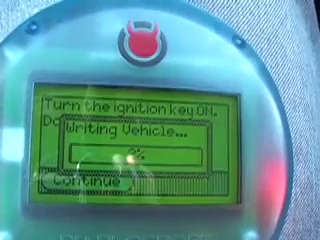 Turn the ignition key ON.
Do
Writing Vehicle...
Continue